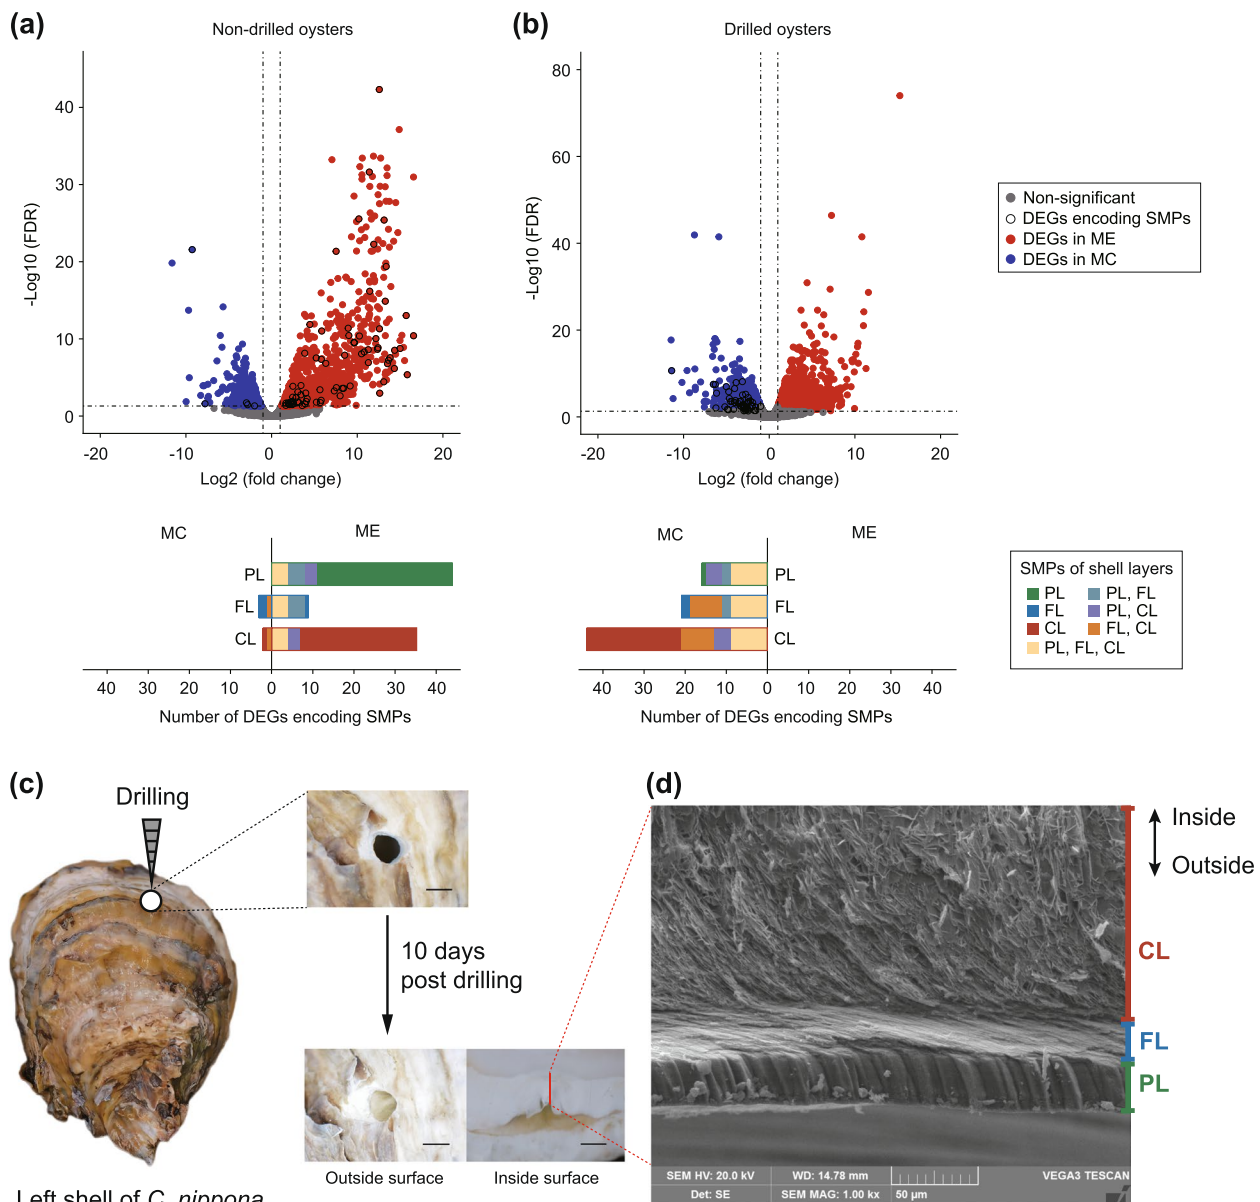 (a)
Non-drilled oysters
-Log10 (FDR)
40
30
20
10
0
-20
-10
0
10
20
Log2 (fold change)
(b)
Drilled oysters
-Log10 (FDR)
80
60
40
20
0
-20
-10
0
10
20
Log2 (fold change)
Non-significant
DEGs encoding SMPs
DEGs in ME
DEGs in MC
MC
ME
PL
FL
CL
40 30 20 10 0 10 20 30 40
Number of DEGs encoding SMPs
MC
ME
PL
FL
CL
40 30 20 10 0 10 20 30 40
Number of DEGs encoding SMPs
SMPs of shell layers
PL
PL, FL
FL
PL, CL
CL
FL, CL
PL, FL, CL
(c)
Drilling
10 days
post drilling
Outside surface
Inside surface
Left shell of C. nippona
(d)
Inside
Outside
CL
FL
PL
SEM HV: 20.0 kV
WD: 14.78 mm
VEGA3 TESCAN
Det: SE
SEM MAG: 1.00 kx
50 µm